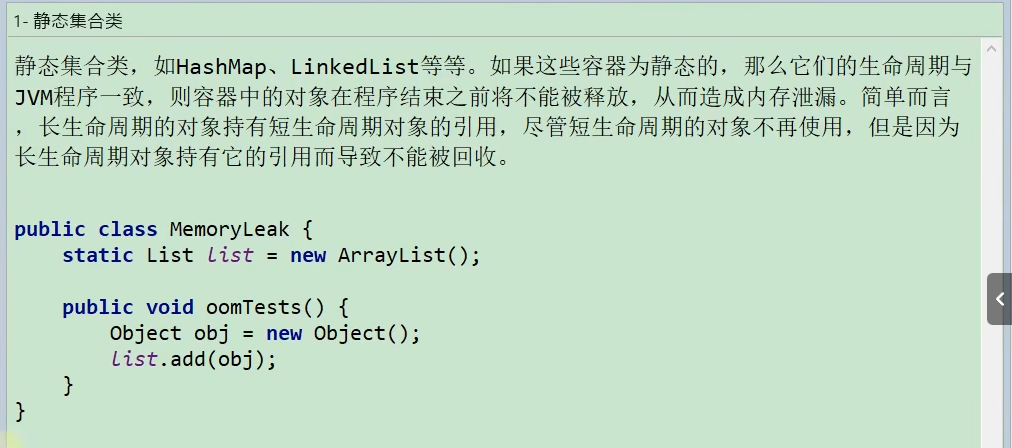 1- 静态集合类
静态集合类，如HashMap、LinkedList等等。如果这些容器为静态的，那么它们的生命周期与
JVM程序一致，则容器中的对象在程序结束之前将不能被释放，从而造成内存泄漏。简单而言
，长生命周期的对象持有短生命周期对象的引用，尽管短生命周期的对象不再使用，但是因为
长生命周期对象持有它的引用而导致不能被回收。
public class MemoryLeak {
    static List list = new ArrayList();
    public void oomTests() {
        Object obj = new Object();
        list.add(obj);
    }
}